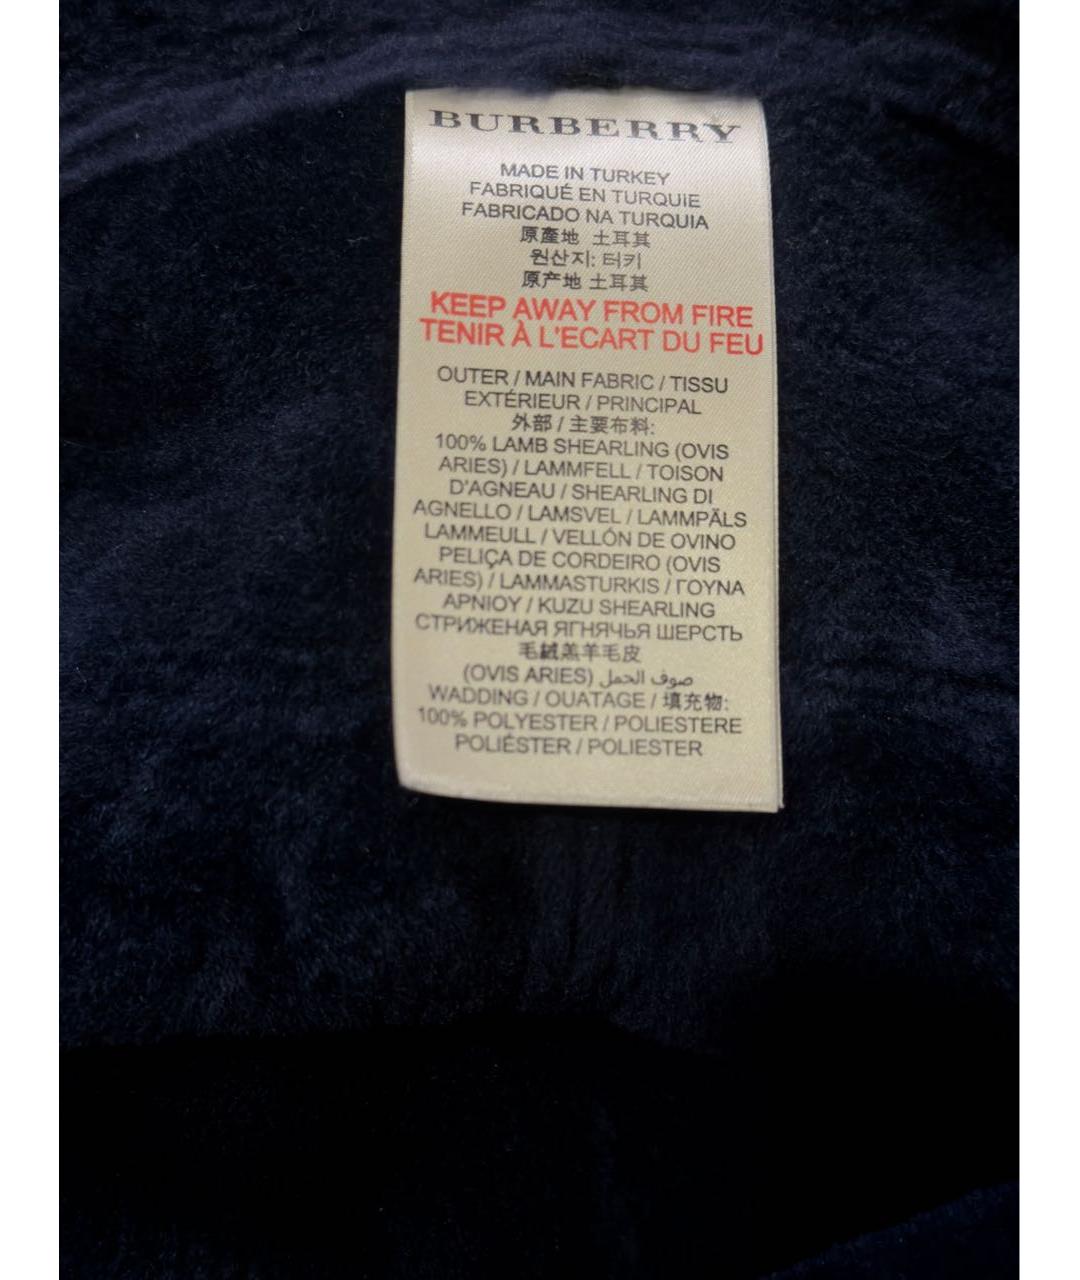 BURBERRY
MADE IN TURKEY
FABRIQUÉ EN TURQUIE
FABRICADO NA TURQUIA
原產地 土耳其
원산지: 터키
原产地 土耳其
KEEP AWAY FROM FIRE
TENIR À L'ECART DU FEU
OUTER / MAIN FABRIC / TISSU
EXTÉRIEUR / PRINCIPAL
外部 / 主要布料:
100% LAMB SHEARLING (OVIS
ARIES) / LAMMFELL / TOISON
D'AGNEAU / SHEARLING DI
AGNELLO / LAMSVEL / LAMMPÄLS
LAMMEULL / VELLÓN DE OVINO
PELIÇA DE CORDEIRO (OVIS
ARIES) / LAMMASTURKIS / ΓΟΥΝΑ
ΑΡΝΙΟΥ / KUZU SHEARLING
СТРИЖЕНАЯ ЯГНЯЧЬЯ ШЕРСТЬ
毛絨羔羊毛皮
(OVIS ARIES) صوف الحمل
WADDING / OUATAGE / 填充物:
100% POLYESTER / POLIESTERE
POLIÉSTER / POLIESTER